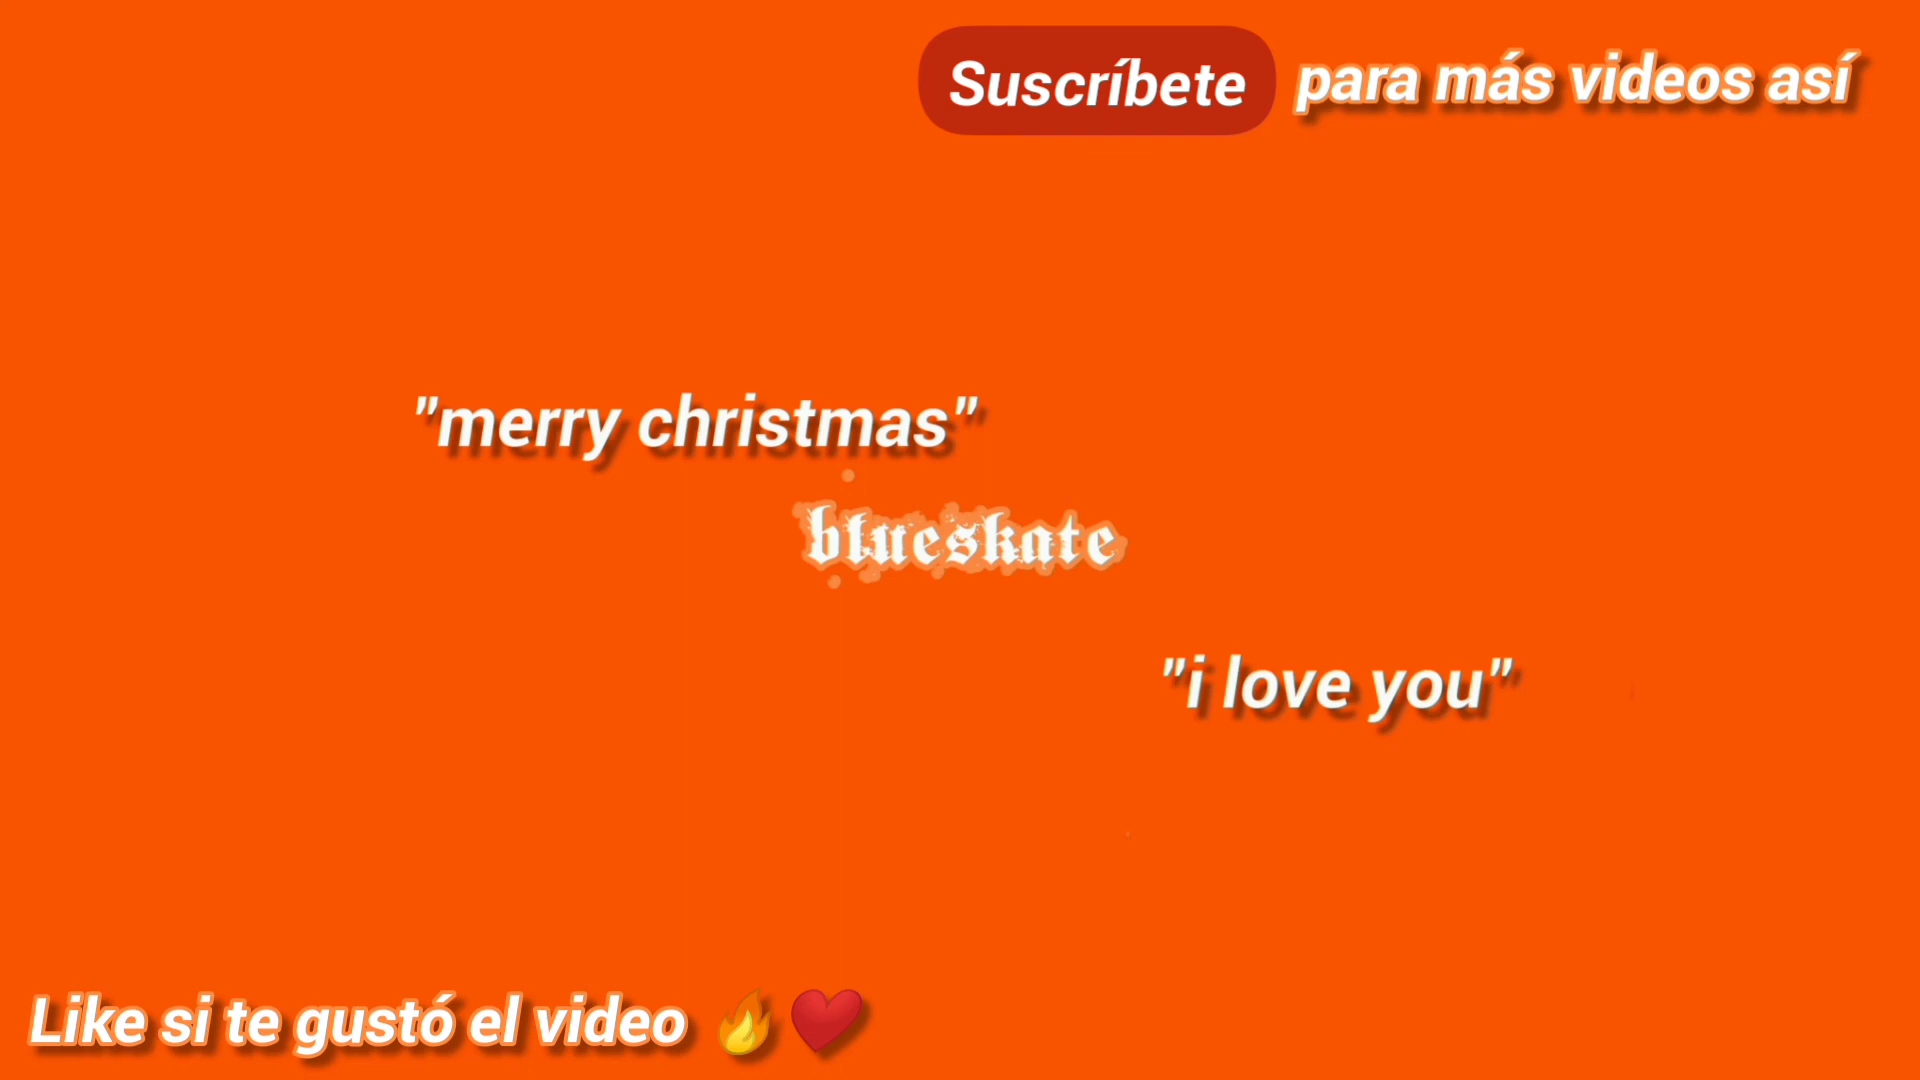 Suscríbete para más videos así
"merry christmas"
blueskate
"i love you"
Like si te gustó el video 🔥❤️